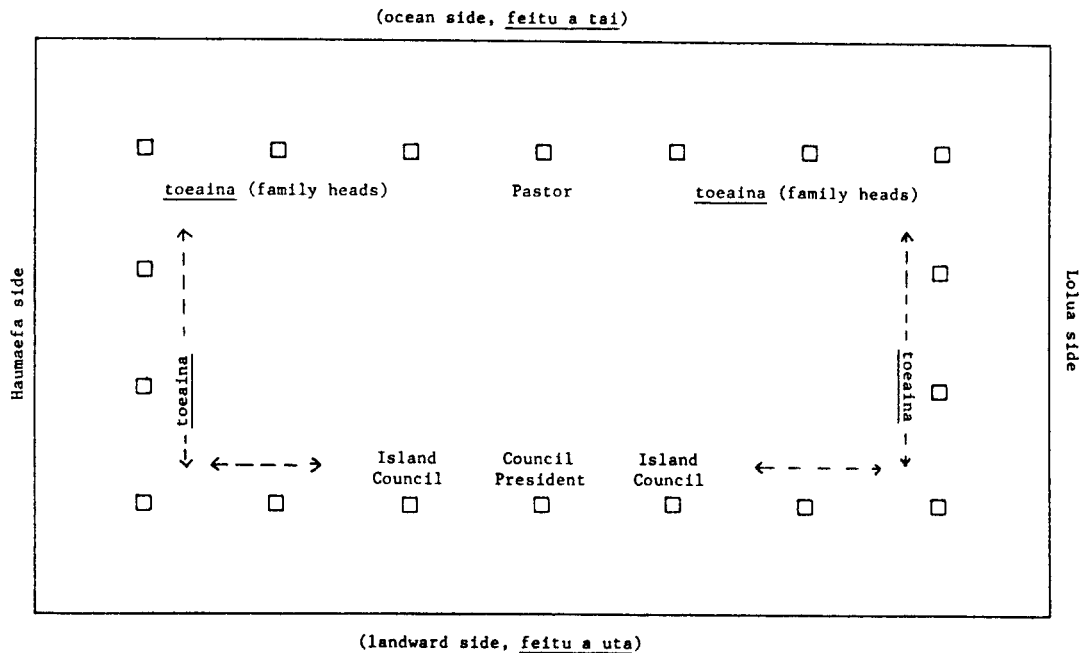 (ocean side, feitu a tai)
toeaina (family heads)
Pastor
toeaina (family heads)
Haumaefa side
toeaina
toeaina
Lolua side
Island
Council
Council
President
Island
Council
(landward side, feitu a uta)